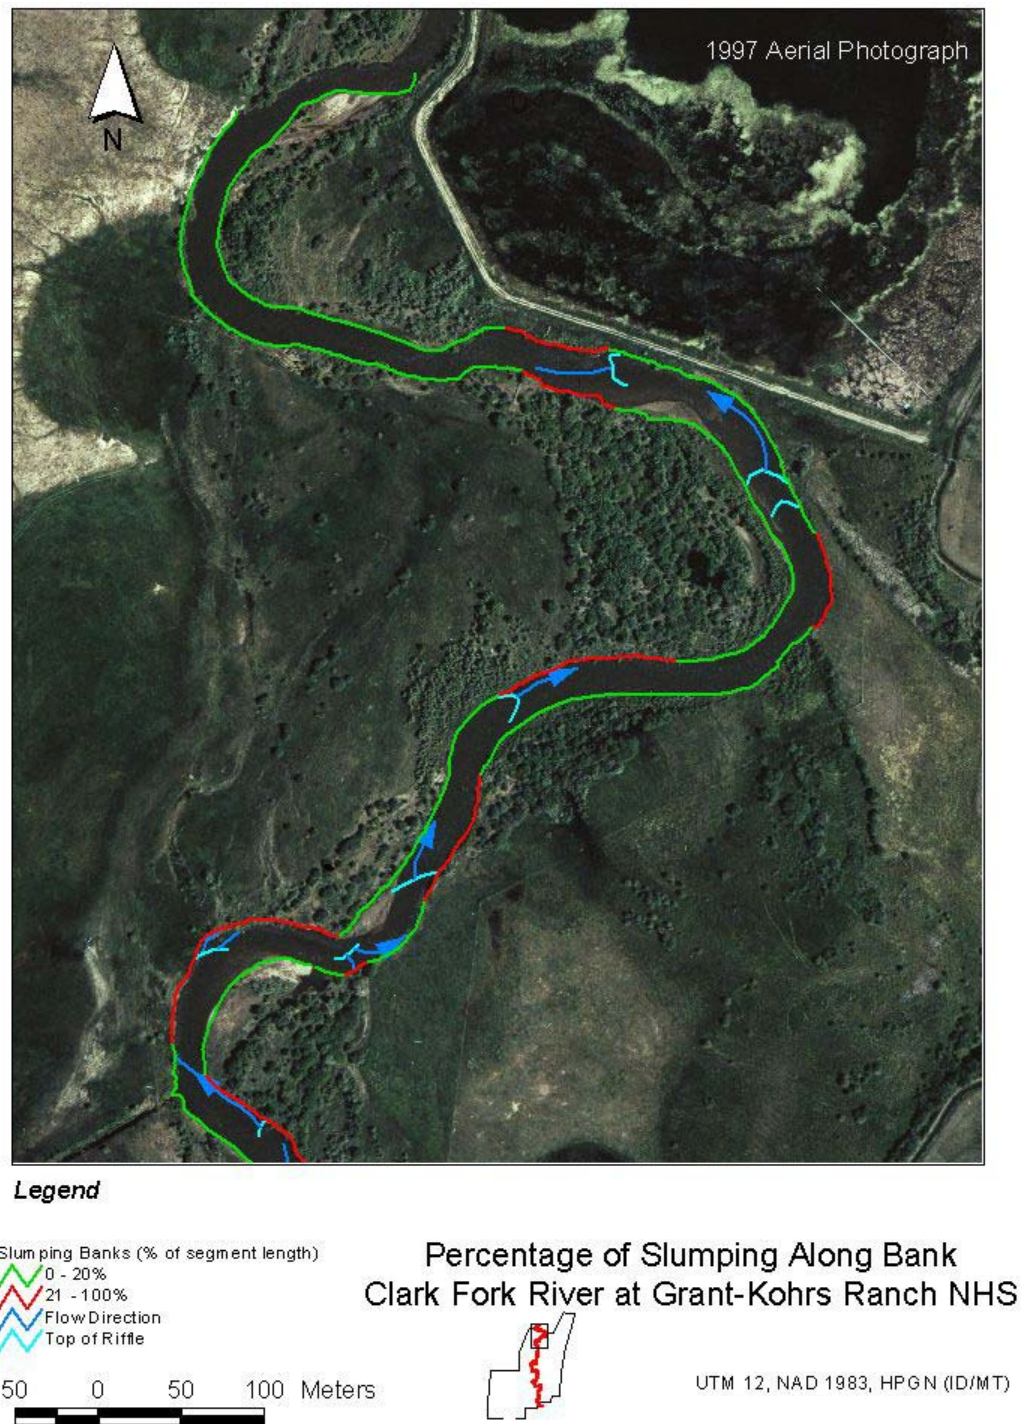 1997 Aerial Photograph
N
Legend
Slumping Banks (% of segment length)
0 - 20%
21 - 100%
Flow Direction
Top of Riffle
Percentage of Slumping Along Bank
Clark Fork River at Grant-Kohrs Ranch NHS
50 0 50 100 Meters
UTM 12, NAD 1983, HPGN (ID/MT)